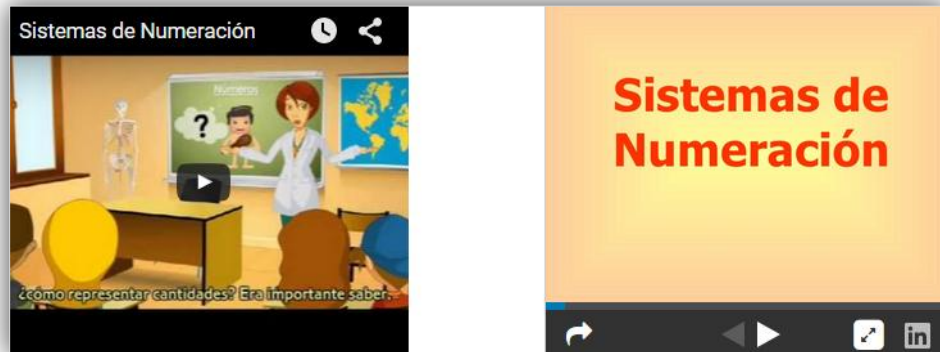 Sistemas de Numeración
Números
?
¿cómo representar cantidades? Era importante saber.
Sistemas de
Numeración
in